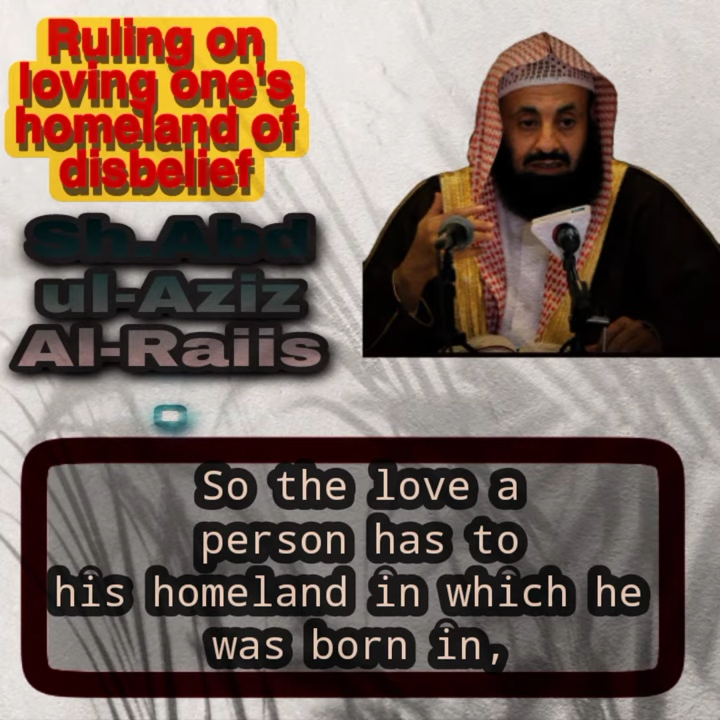 Ruling on
loving one's
homeland of
disbelief
Sh.Abd
ul-Aziz
Al-Raiis
So the love a
person has to
his homeland in which he
was born in,